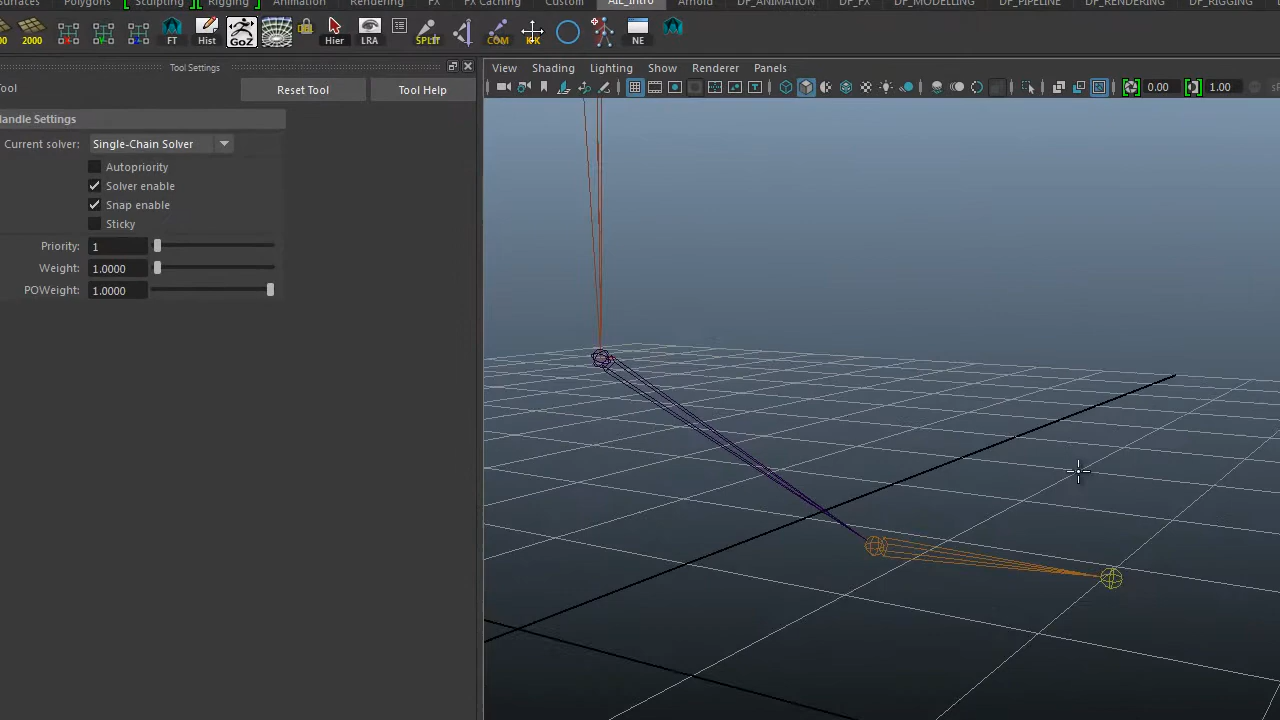 Surfaces Polygons Sculpting Rigging Animation Rendering FX FX Caching Custom AIE_Intro Arnold DF_ANIMATION DF_FX DF_MODELLING DF_PIPELINE DF_RENDERING DF_RIGGING
00 2000 FT Hist GoZ Hier LRA SPLIT COM KK NE
Tool Settings
View Shading Lighting Show Renderer Panels
Tool Reset Tool Tool Help
0.00 1.00
Handle Settings
Current solver: Single-Chain Solver
Autopriority
Solver enable
Snap enable
Sticky
Priority: 1
Weight: 1.0000
POWeight: 1.0000